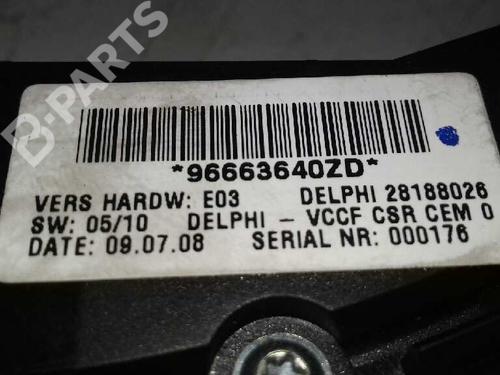 B-PARTS
*96663640ZD*
VERS HARDW: E03 DELPHI 28188026
SW: 05/10 DELPHI - VCCF CSR CEM 0
DATE: 09.07.08 SERIAL NR: 000176